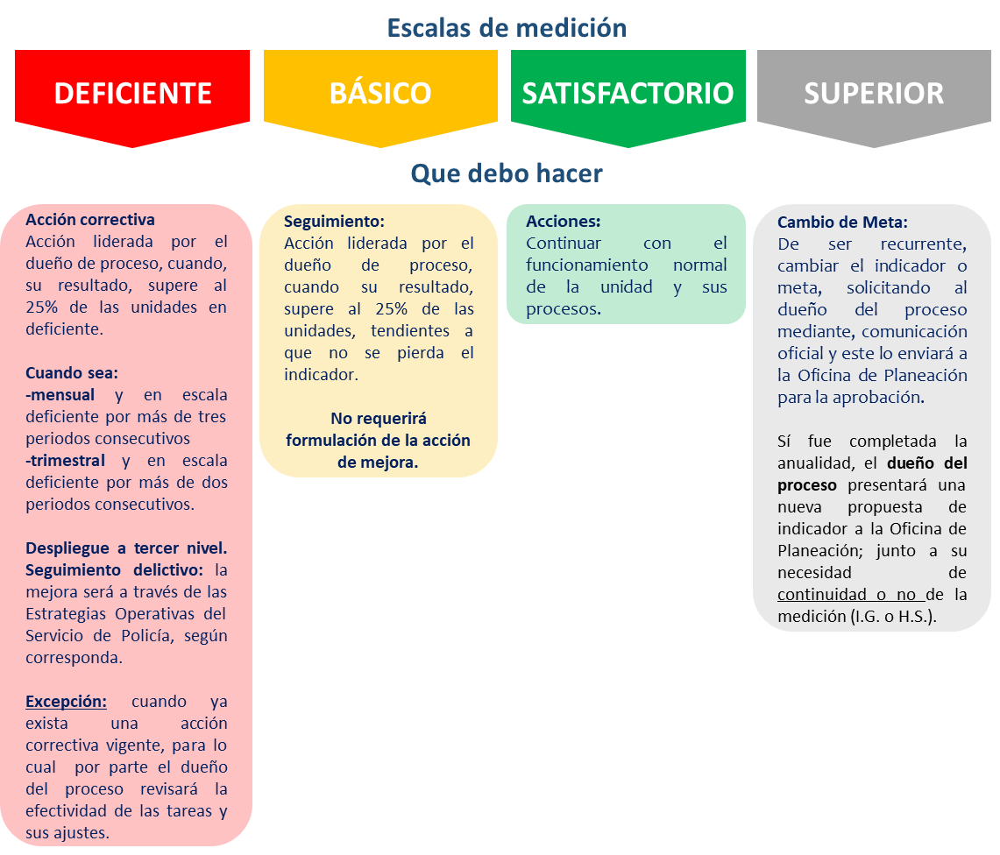 Escalas de medición
DEFICIENTE
BÁSICO
SATISFACTORIO
SUPERIOR
Que debo hacer
Acción correctiva
Acción liderada por el
dueño de proceso, cuando,
su resultado, supere al
25% de las unidades en
deficiente.
Cuando sea:
-mensual y en escala
deficiente por más de tres
periodos consecutivos
-trimestral y en escala
deficiente por más de dos
periodos consecutivos.
Despliegue a tercer nivel.
Seguimiento delictivo: la
mejora será a través de las
Estrategias Operativas del
Servicio de Policía, según
corresponda.
Excepción: cuando ya
exista una acción
correctiva vigente, para lo
cual por parte el dueño
del proceso revisará la
efectividad de las tareas y
sus ajustes.
Seguimiento:
Acción liderada por el
dueño de proceso,
cuando su resultado,
supere al 25% de las
unidades, tendientes a
que no se pierda el
indicador.
No requerirá
formulación de la acción
de mejora.
Acciones:
Continuar con el
funcionamiento normal
de la unidad y sus
procesos.
Cambio de Meta:
De ser recurrente,
cambiar el indicador o
meta, solicitando al
dueño del proceso
mediante, comunicación
oficial y este lo enviará a
la Oficina de Planeación
para la aprobación.
Sí fue completada la
anualidad, el dueño del
proceso presentará una
nueva propuesta de
indicador a la Oficina de
Planeación; junto a su
necesidad de
continuidad o no de la
medición (I.G. o H.S.).